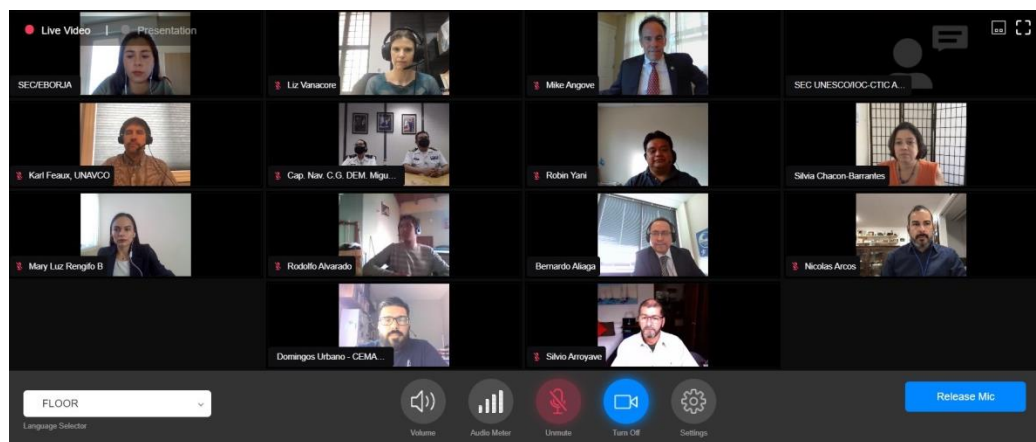 Live Video | Presentation
SEC/EBORJA
Liz Vanacore
Mike Angove
SEC UNESCO/IOC-CTIC A...
Karl Feaux, UNAVCO
Cap. Nav. C.G. DEM. Migu...
Robin Yani
Silvia Chacon-Barrantes
Mary Luz Rengifo B
Rodolfo Alvarado
Bernardo Aliaga
Nicolas Arcos
Domingos Urbano - CEMA...
Silvio Arroyave
FLOOR
Language Selector
Volume
Audio Meter
Unmute
Turn Off
Settings
Release Mic